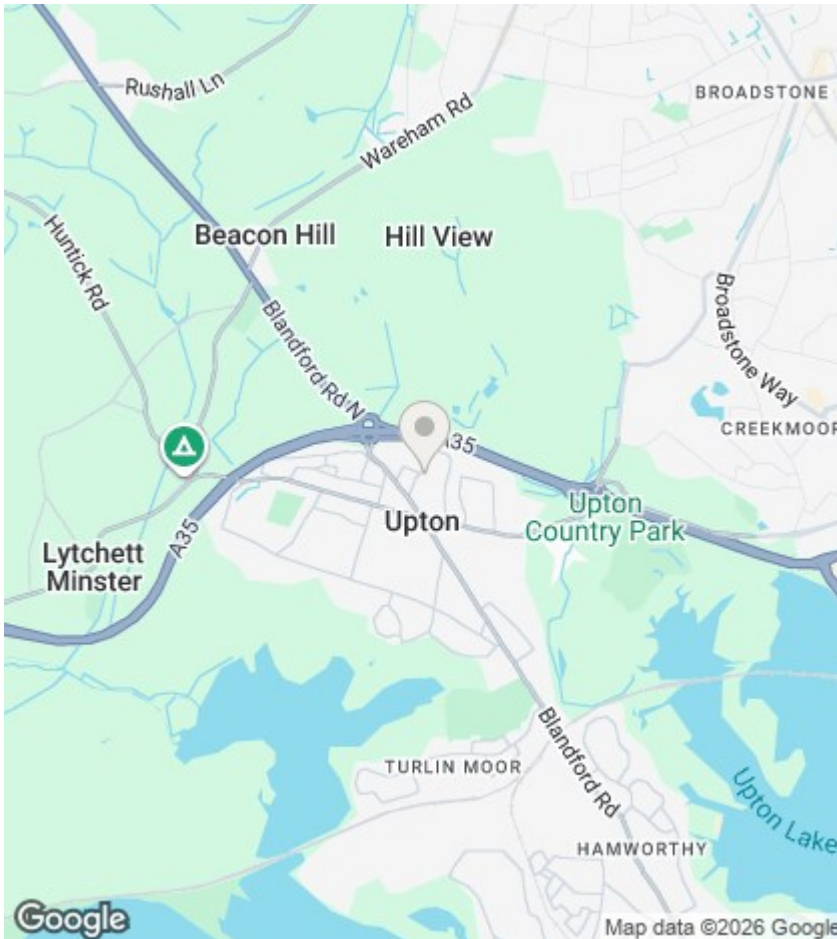 Rushall Ln
Wareham Rd
BROADSTONE
Huntick Rd
Beacon Hill
Hill View
Blandford Rd N
Broadstone Way
A35
CREEKMOOR
Upton
Upton
Country Park
A35
Lytchett
Minster
Blandford Rd
TURLIN MOOR
Upton Lake
HAMWORTHY
Google
Map data ©2026 Google